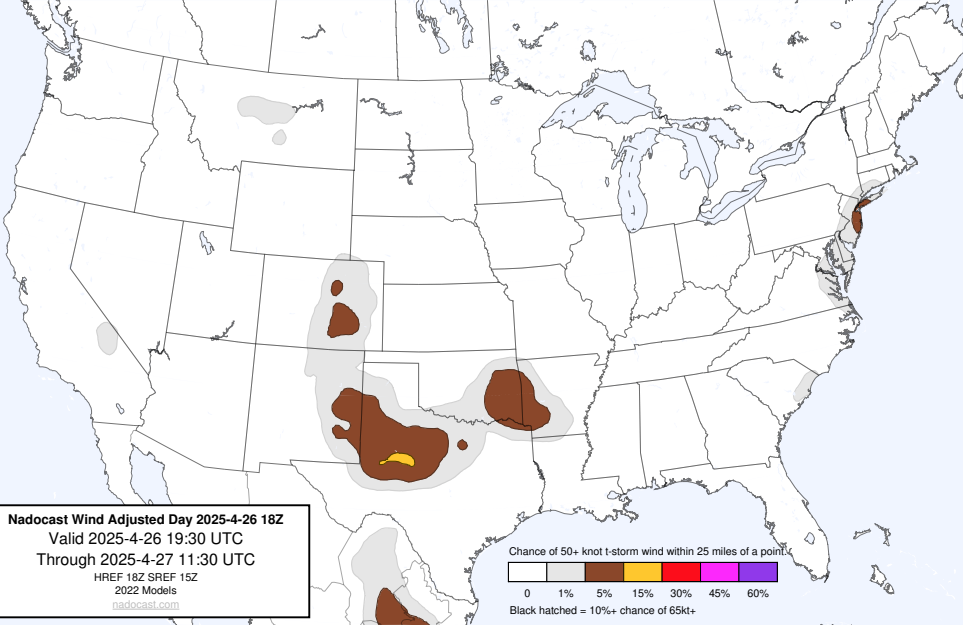 Nadocast Wind Adjusted Day 2025-4-26 18Z
Valid 2025-4-26 19:30 UTC
Through 2025-4-27 11:30 UTC
HREF 18Z SREF 15Z
2022 Models
nadocast.com
Chance of 50+ knot t-storm wind within 25 miles of a point.
0 1% 5% 15% 30% 45% 60%
Black hatched = 10%+ chance of 65kt+